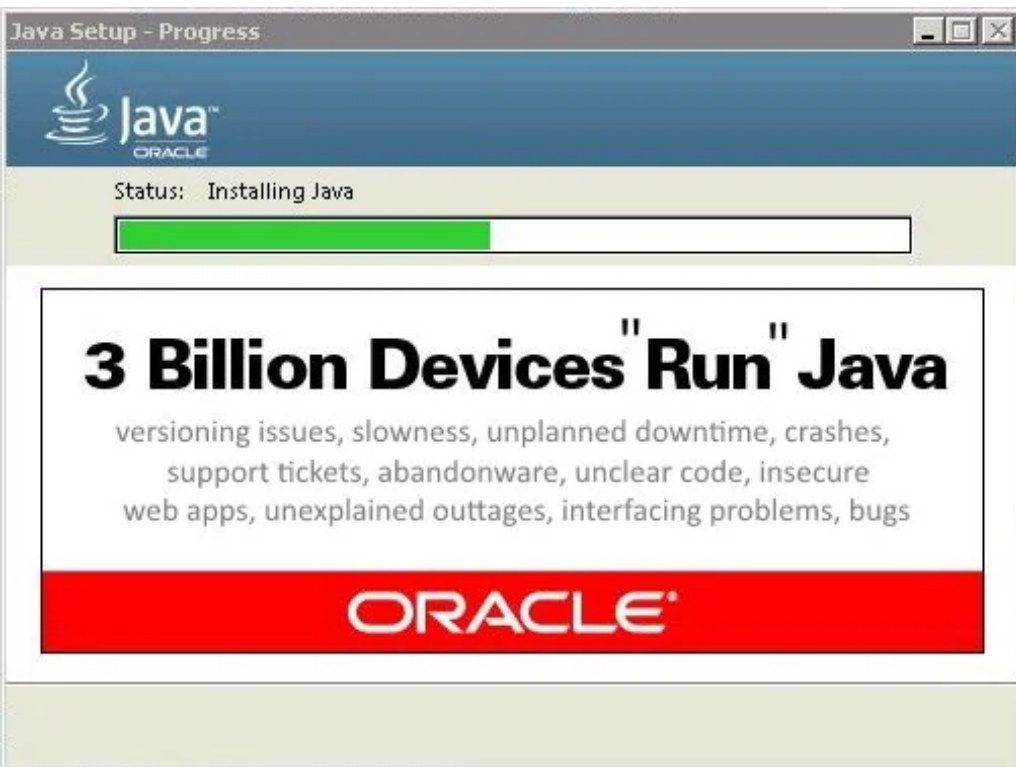 Java Setup - Progress
Java™
ORACLE
Status: Installing Java
3 Billion Devices "Run" Java
versioning issues, slowness, unplanned downtime, crashes,
support tickets, abandonware, unclear code, insecure
web apps, unexplained outtages, interfacing problems, bugs
ORACLE®